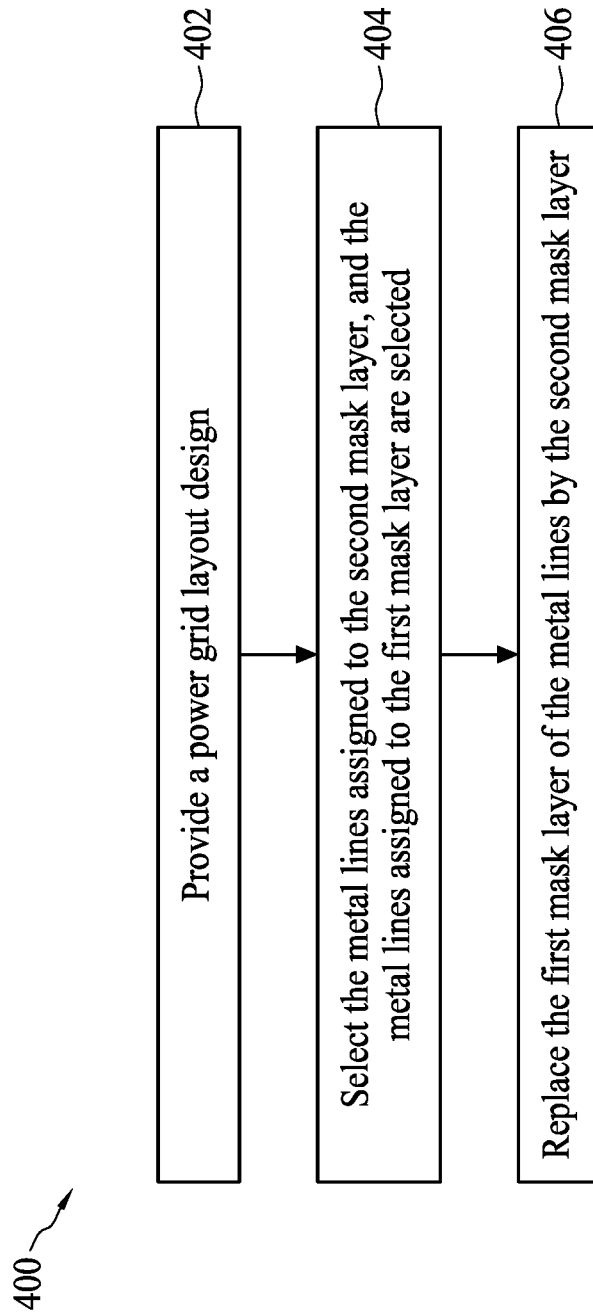 400
Provide a power grid layout design
402
Select the metal lines assigned to the second mask layer, and the
metal lines assigned to the first mask layer are selected
404
Replace the first mask layer of the metal lines by the second mask layer
406